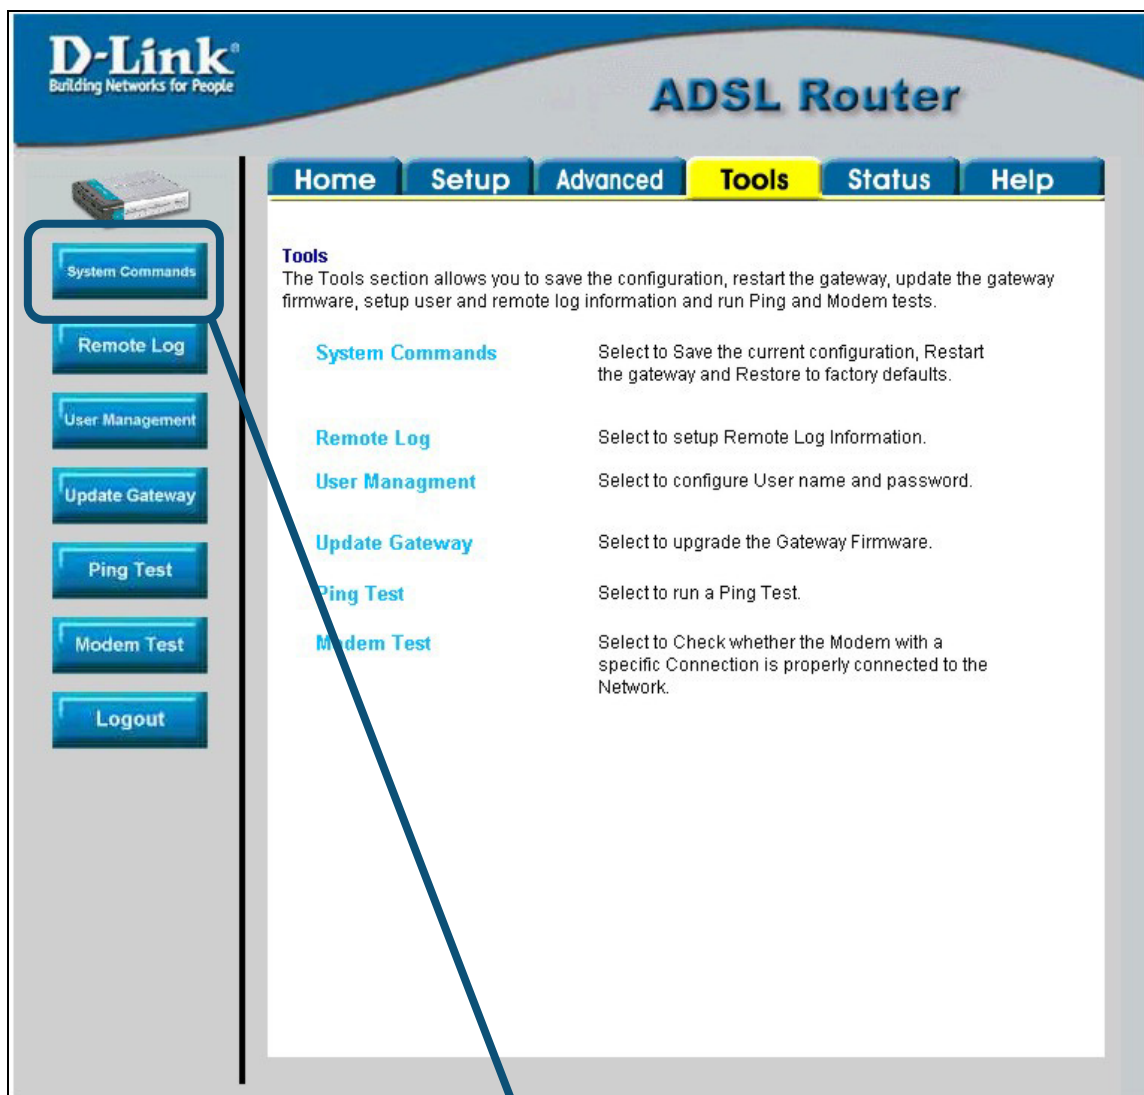 D-Link®
Building Networks for People
ADSL Router
Home Setup Advanced Tools Status Help
System Commands
Remote Log
User Management
Update Gateway
Ping Test
Modem Test
Logout
Tools
The Tools section allows you to save the configuration, restart the gateway, update the gateway
firmware, setup user and remote log information and run Ping and Modem tests.
System Commands Select to Save the current configuration, Restart
the gateway and Restore to factory defaults.
Remote Log Select to setup Remote Log Information.
User Managment Select to configure User name and password.
Update Gateway Select to upgrade the Gateway Firmware.
Ping Test Select to run a Ping Test.
Modem Test Select to Check whether the Modem with a
specific Connection is properly connected to the
Network.